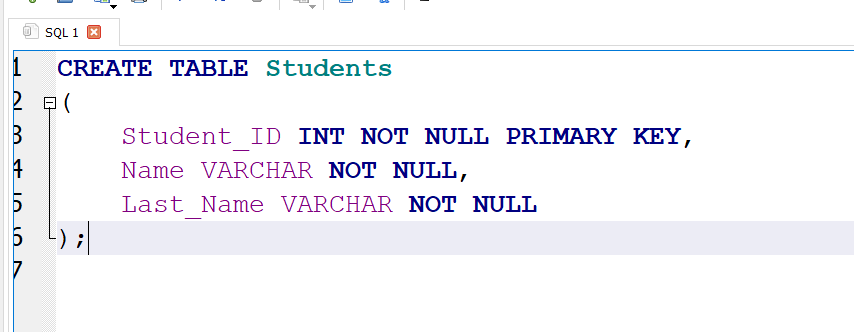 SQL 1
1 CREATE TABLE Students
2 (
3 Student_ID INT NOT NULL PRIMARY KEY,
4 Name VARCHAR NOT NULL,
5 Last_Name VARCHAR NOT NULL
6 );
7